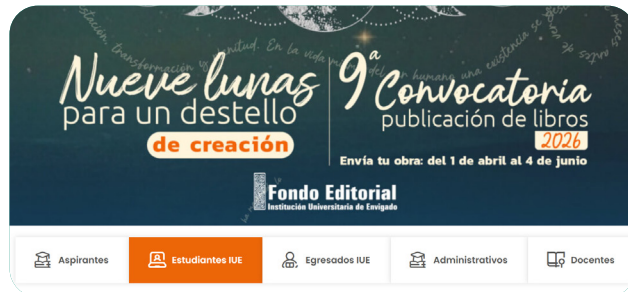 Nueve lunas
para un destello
de creación
9a Convocatoria
publicación de libros
2026
Envía tu obra: del 1 de abril al 4 de junio
Fondo Editorial
Institución Universitaria de Envigado
Aspirantes
Estudiantes IUE
Egresados IUE
Administrativos
Docentes